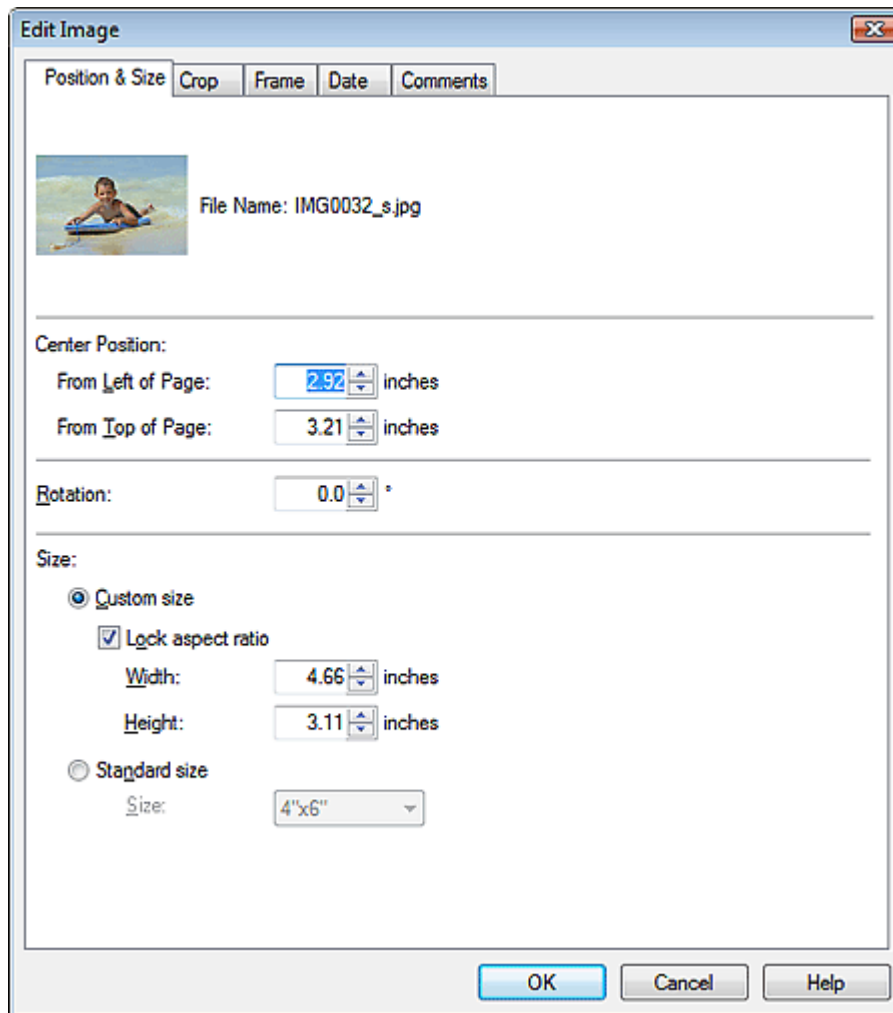 Edit Image
Position & Size Crop Frame Date Comments
File Name: IMG0032_s.jpg
Center Position:
From Left of Page: 2.92 inches
From Top of Page: 3.21 inches
Rotation: 0.0 °
Size:
Custom size
Lock aspect ratio
Width: 4.66 inches
Height: 3.11 inches
Standard size
Size: 4"x6"
OK Cancel Help